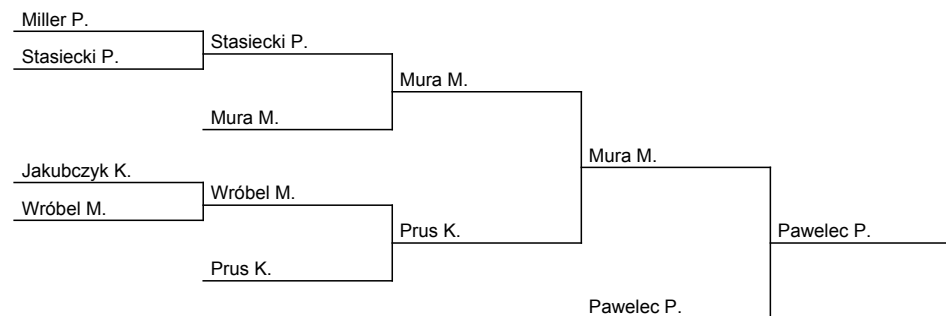 Miller P.
Stasiecki P.
Stasiecki P.
Mura M.
Mura M.
Mura M.
Jakubczyk K.
Wróbel M.
Wróbel M.
Prus K.
Pawelec P.
Prus K.
Pawelec P.